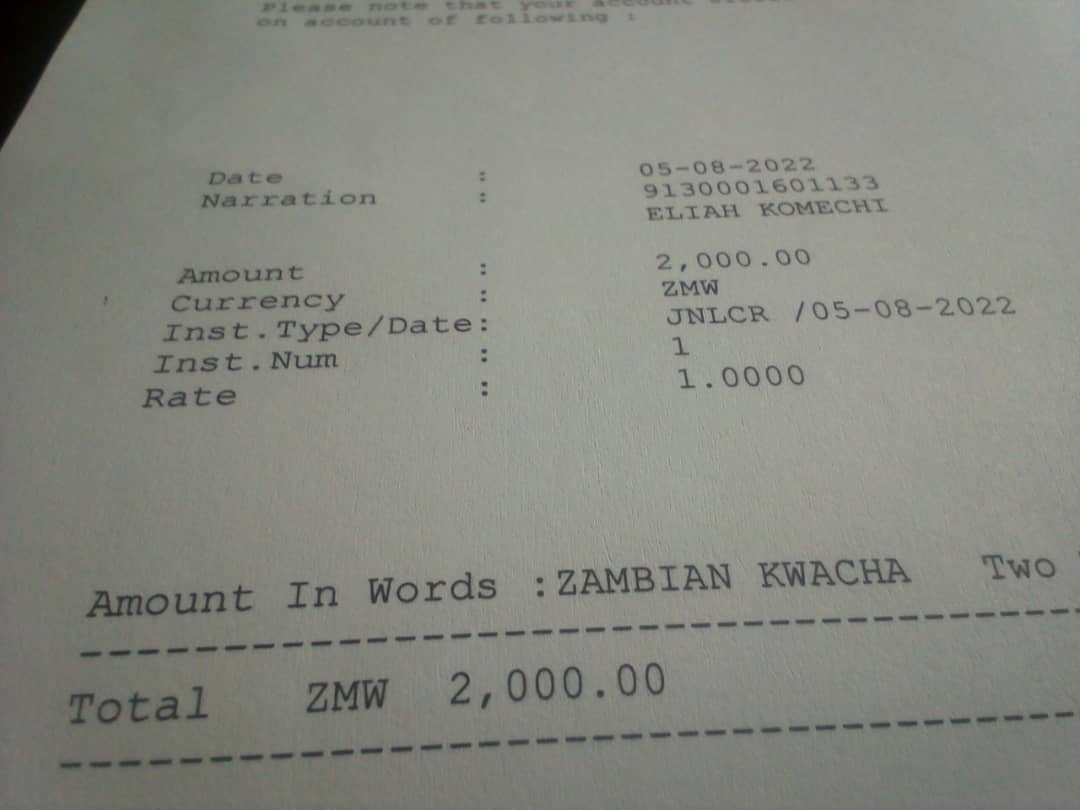 Please note that your account
on account of following :
Date : 05-08-2022
Narration : 9130001601133
ELIAH KOMECHI
Amount : 2,000.00
Currency : ZMW
Inst.Type/Date: JNLCR /05-08-2022
Inst.Num : 1
Rate : 1.0000
Amount In Words :ZAMBIAN KWACHA Two
Total ZMW 2,000.00